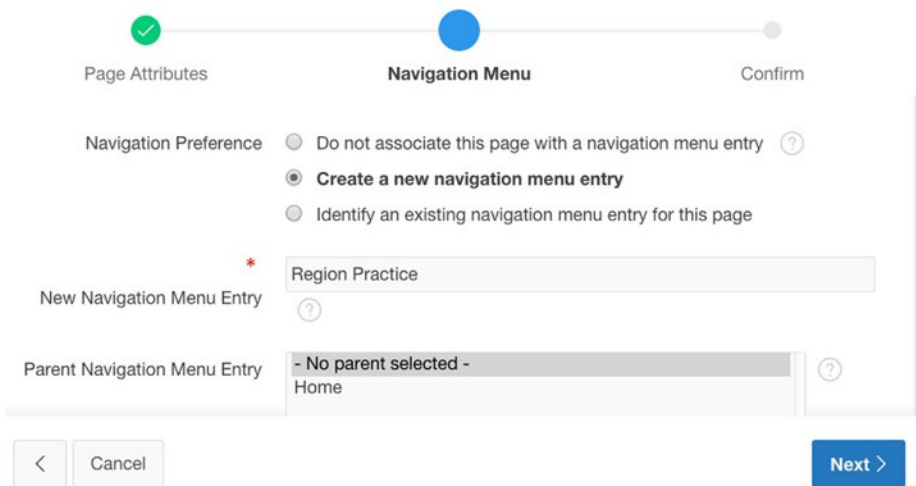 Page Attributes
Navigation Menu
Confirm
Navigation Preference
Do not associate this page with a navigation menu entry ?
Create a new navigation menu entry
Identify an existing navigation menu entry for this page
*
New Navigation Menu Entry
Region Practice
?
Parent Navigation Menu Entry
- No parent selected -
?
Home
< Cancel
Next >